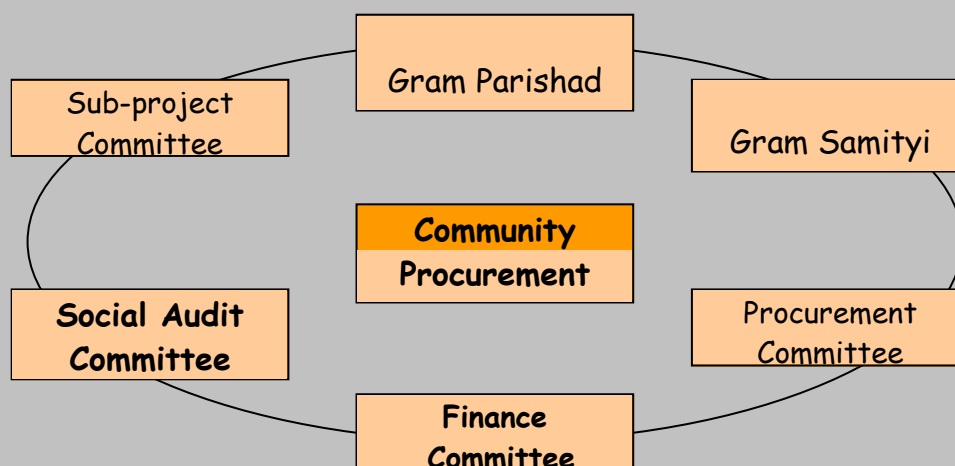 Gram Parishad
Sub-project
Committee
Gram Samityi
Community
Procurement
Social Audit
Committee
Procurement
Committee
Finance
Committee